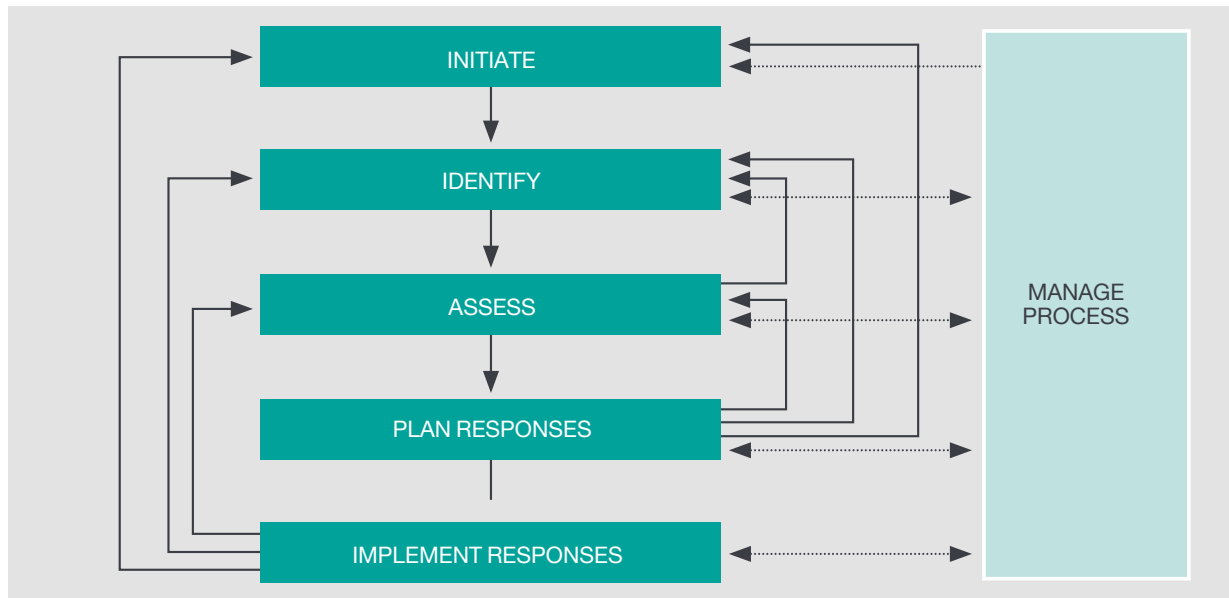 INITIATE
IDENTIFY
ASSESS
PLAN RESPONSES
IMPLEMENT RESPONSES
MANAGE
PROCESS